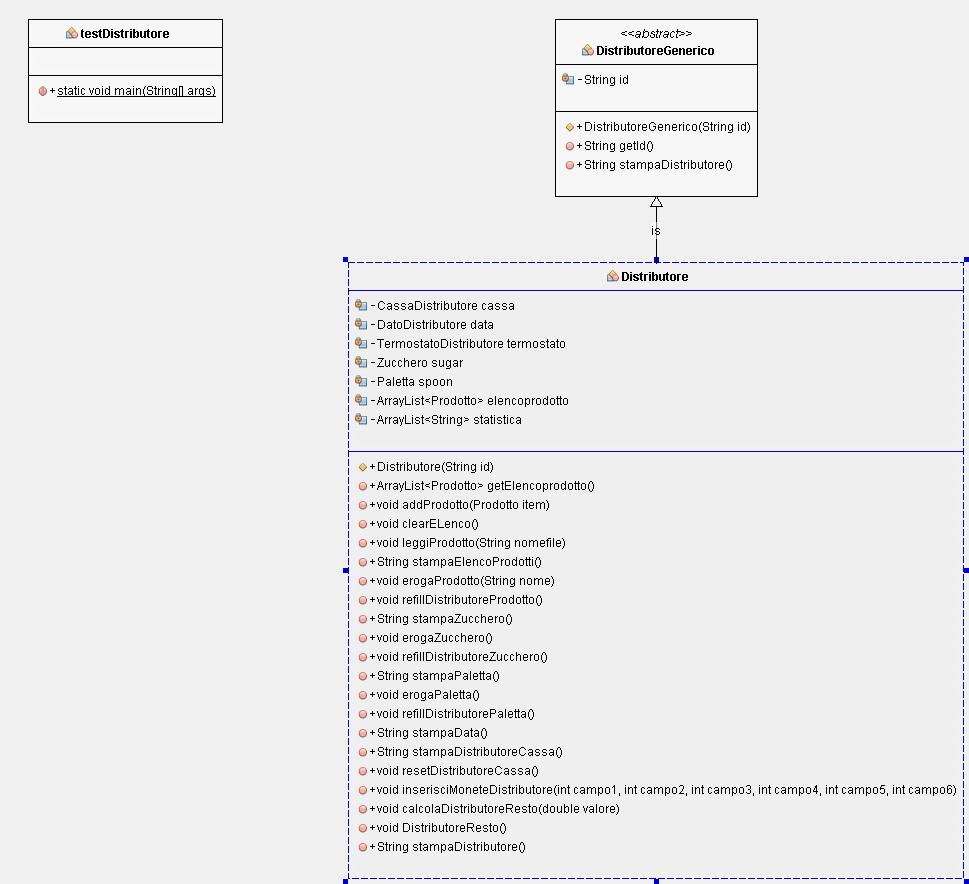 testDistributore
+static void main(String[] args)
<<abstract>>
DistributoreGenerico
-String id
+DistributoreGenerico(String id)
+String getId()
+String stampaDistributore()
is
Distributore
-CassaDistributore cassa
-DatoDistributore data
-TermostatoDistributore termostato
-Zucchero sugar
-Paletta spoon
-ArrayList<Prodotto> elencoprodotto
-ArrayList<String> statistica
+Distributore(String id)
+ArrayList<Prodotto> getElencoprodotto()
+void addProdotto(Prodotto item)
+void clearELenco()
+void leggiProdotto(String nomefile)
+String stampaElencoProdotti()
+void erogaProdotto(String nome)
+void refillDistributoreProdotto()
+String stampaZucchero()
+void erogaZucchero()
+void refillDistributoreZucchero()
+String stampaPaletta()
+void erogaPaletta()
+void refillDistributorePaletta()
+String stampaData()
+String stampaDistributoreCassa()
+void resetDistributoreCassa()
+void inserisciMoneteDistributore(int campo1, int campo2, int campo3, int campo4, int campo5, int campo6)
+void calcolaDistributoreResto(double valore)
+void DistributoreResto()
+String stampaDistributore()